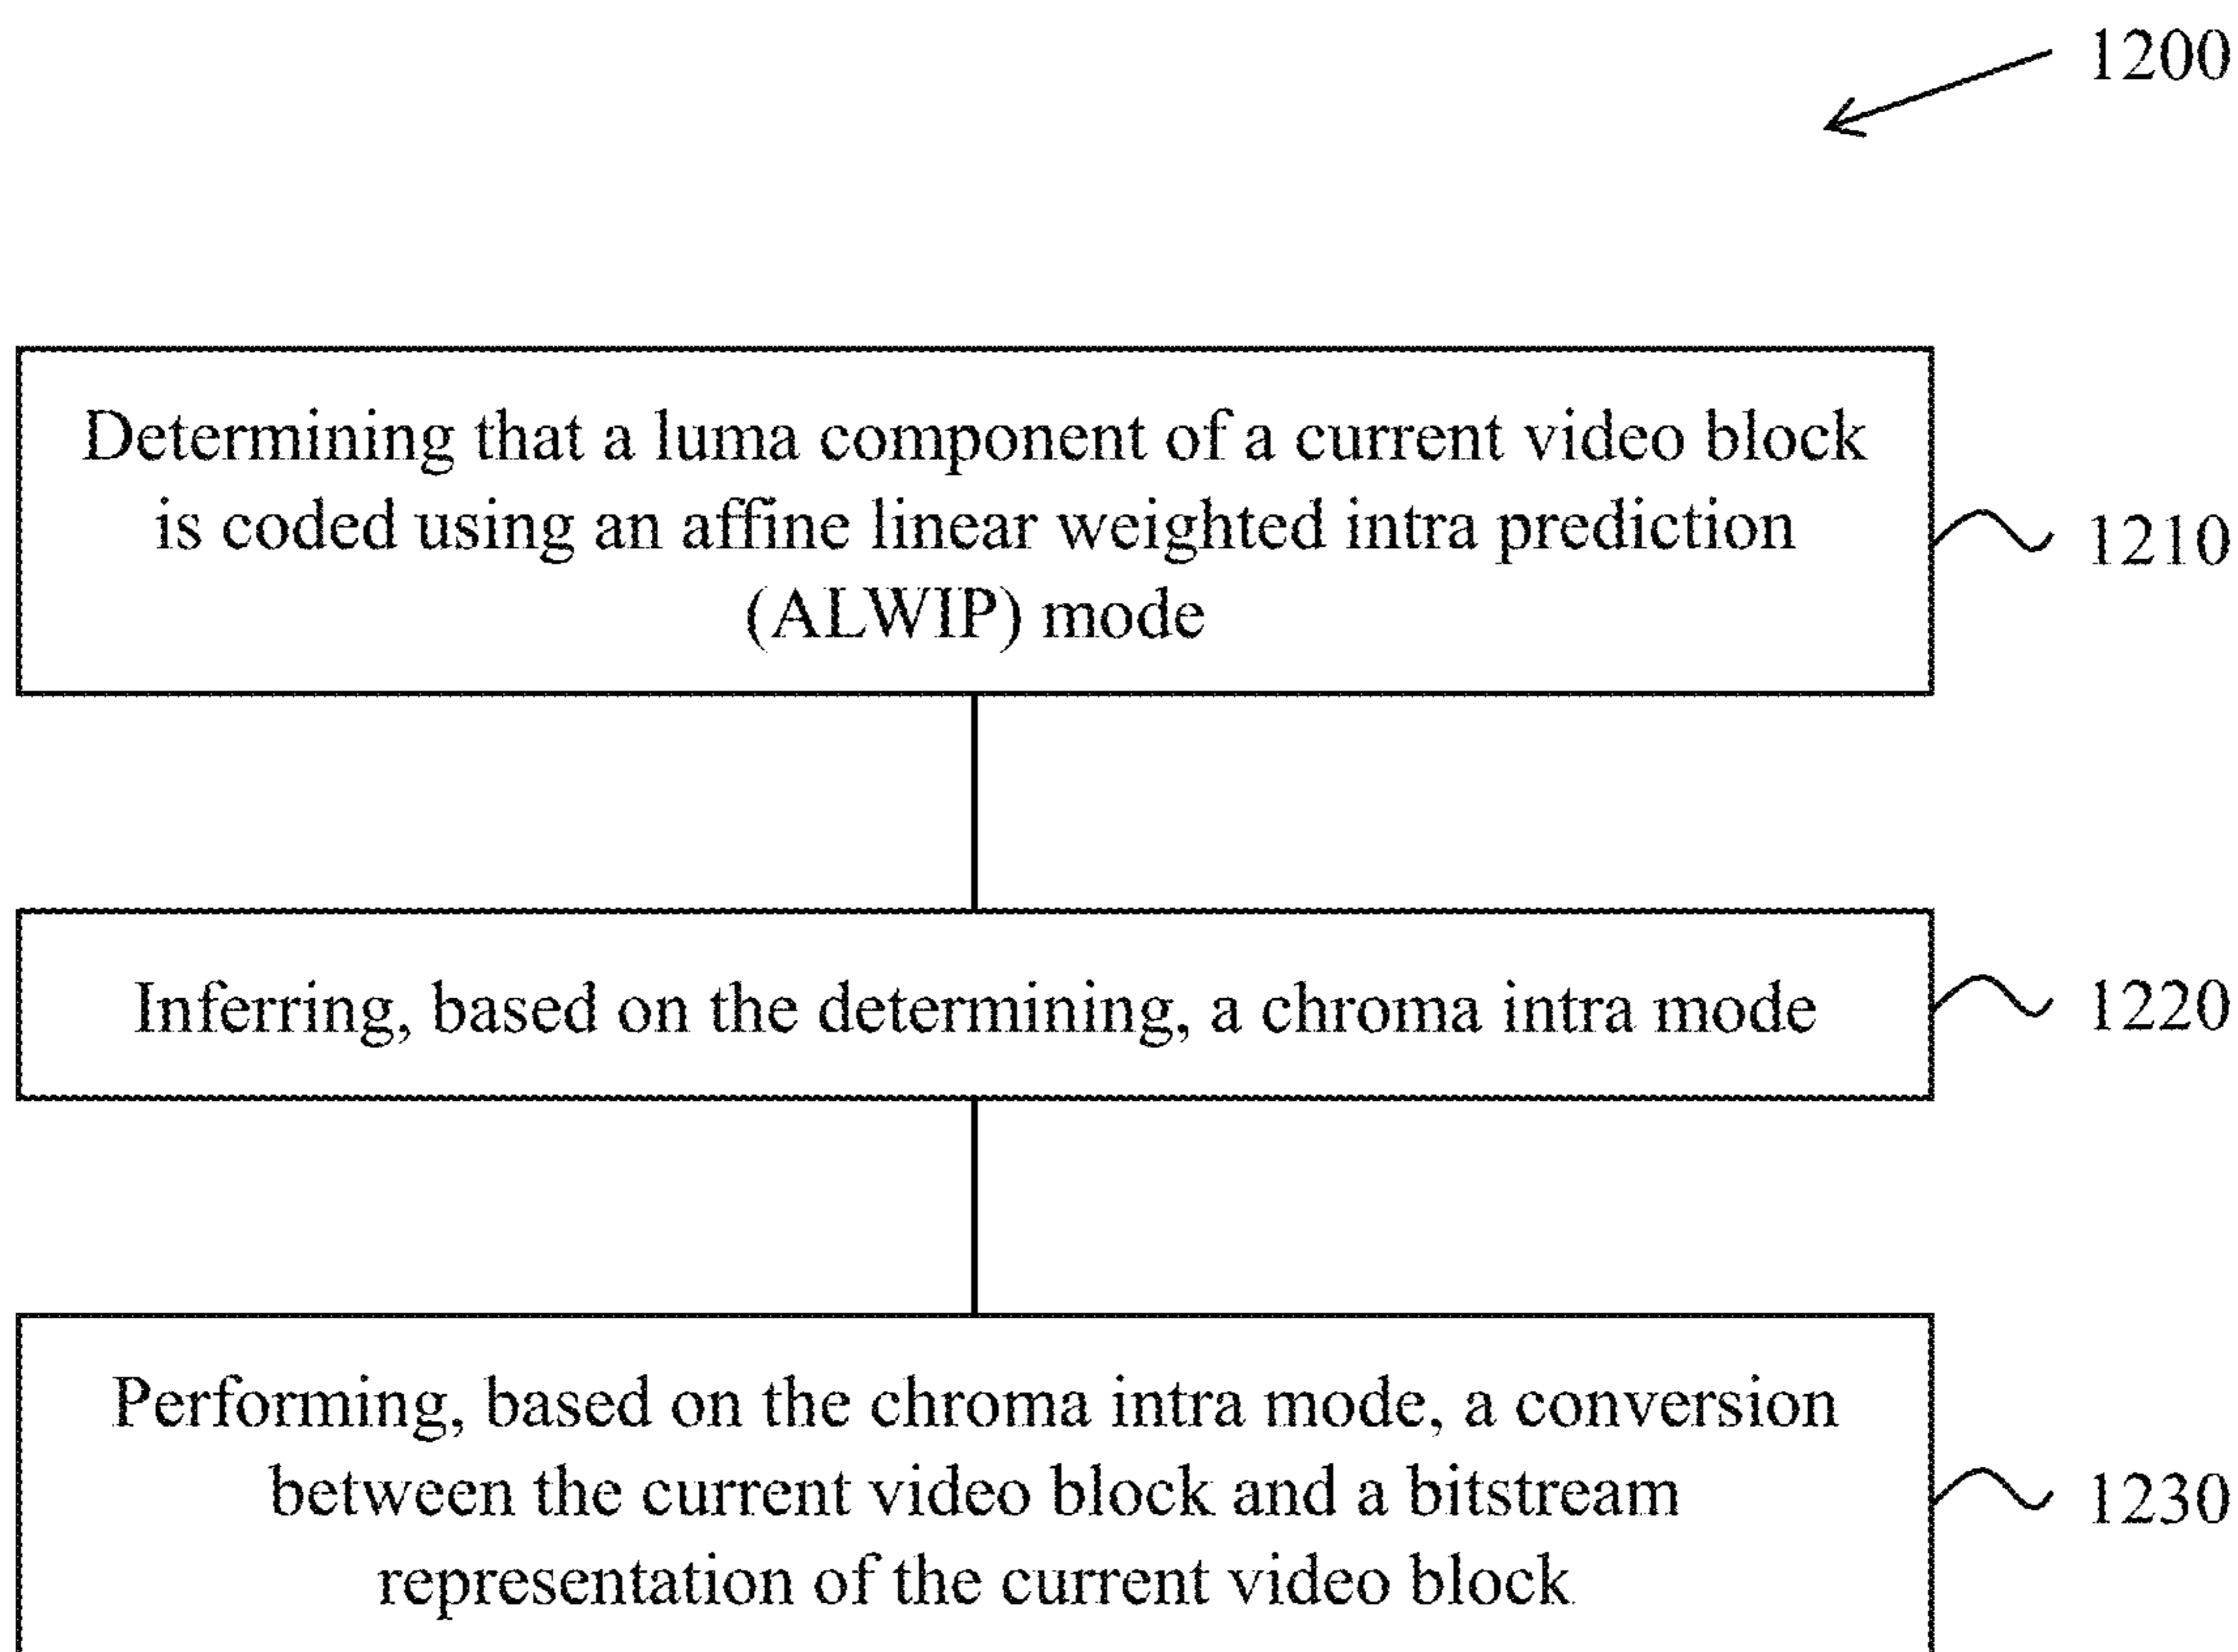 1200
Determining that a luma component of a current video block
is coded using an affine linear weighted intra prediction
(ALWIP) mode
1210
Inferring, based on the determining, a chroma intra mode
1220
Performing, based on the chroma intra mode, a conversion
between the current video block and a bitstream
representation of the current video block
1230